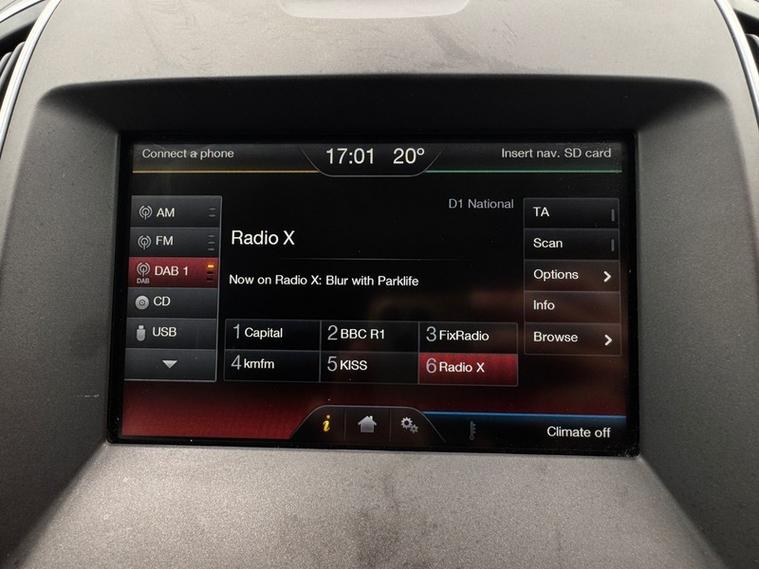 Connect a phone
17:01 20°
Insert nav. SD card
AM
FM
DAB 1
DAB
CD
USB
D1 National
Radio X
Now on Radio X: Blur with Parklife
1 Capital
2 BBC R1
3 FixRadio
4 kmfm
5 KISS
6 Radio X
TA
Scan
Options
Info
Browse
i
Climate off